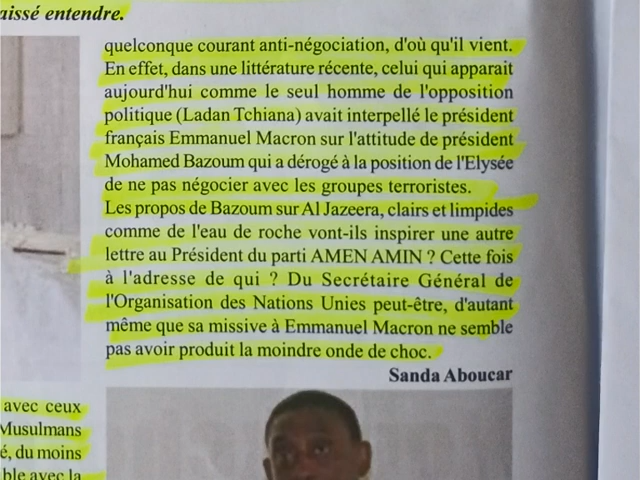 aissé entendre.
quelconque courant anti-négociation, d'où qu'il vient.
En effet, dans une littérature récente, celui qui apparait
aujourd'hui comme le seul homme de l'opposition
politique (Ladan Tchiana) avait interpellé le président
français Emmanuel Macron sur l'attitude de président
Mohamed Bazoum qui a dérogé à la position de l'Elysée
de ne pas négocier avec les groupes terroristes.
Les propos de Bazoum sur Al Jazeera, clairs et limpides
comme de l'eau de roche vont-ils inspirer une autre
lettre au Président du parti AMEN AMIN ? Cette fois
à l'adresse de qui ? Du Secrétaire Général de
l'Organisation des Nations Unies peut-être, d'autant
même que sa missive à Emmanuel Macron ne semble
pas avoir produit la moindre onde de choc.
Sanda Aboucar
avec ceux
Musulmans
é, du moins
ble avec la